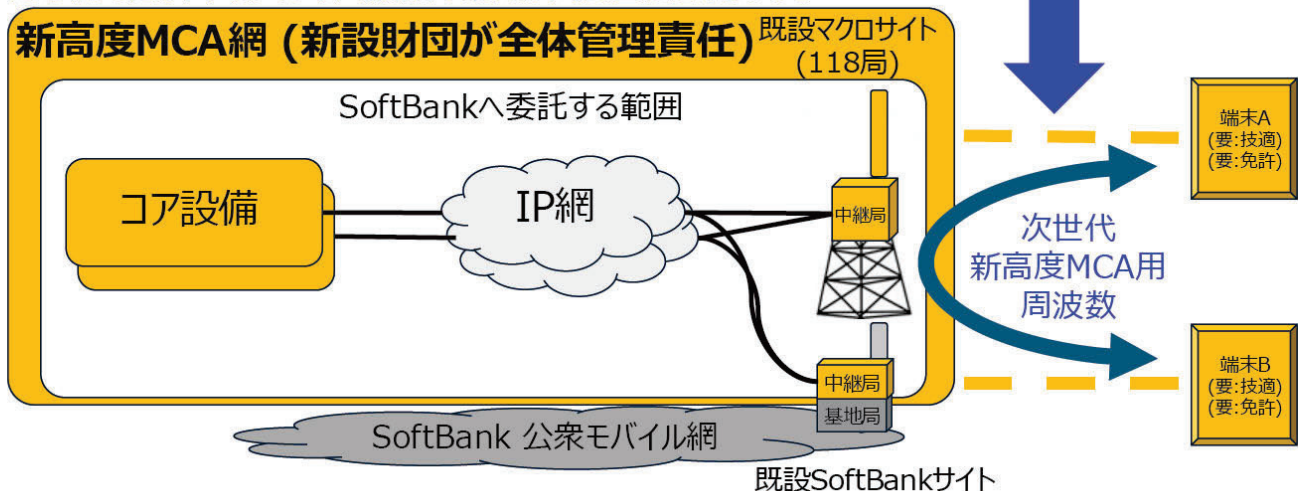 新高度MCA網 (新設財団が全体管理責任)
既設マクロサイト
(118局)
SoftBankへ委託する範囲
コア設備
IP網
中継局
中継局
基地局
SoftBank 公衆モバイル網
既設SoftBankサイト
次世代
新高度MCA用
周波数
端末A
(要:技適)
(要:免許)
端末B
(要:技適)
(要:免許)